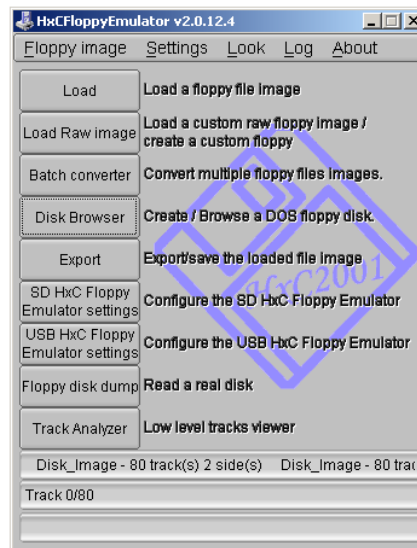 HxCFloppyEmulator v2.0.12.4
Floppy image Settings Look Log About
Load Load a floppy file image
Load Raw image Load a custom raw floppy image /
create a custom floppy
Batch converter Convert multiple floppy files images.
Disk Browser Create / Browse a DOS floppy disk.
Export Export/save the loaded file image
SD HxC Floppy
Emulator settings Configure the SD HxC Floppy Emulator
USB HxC Floppy
Emulator settings Configure the USB HxC Floppy Emulator
Floppy disk dump Read a real disk
Track Analyzer Low level tracks viewer
HxC2001
Disk_Image - 80 track(s) 2 side(s) Disk_Image - 80 trac
Track 0/80